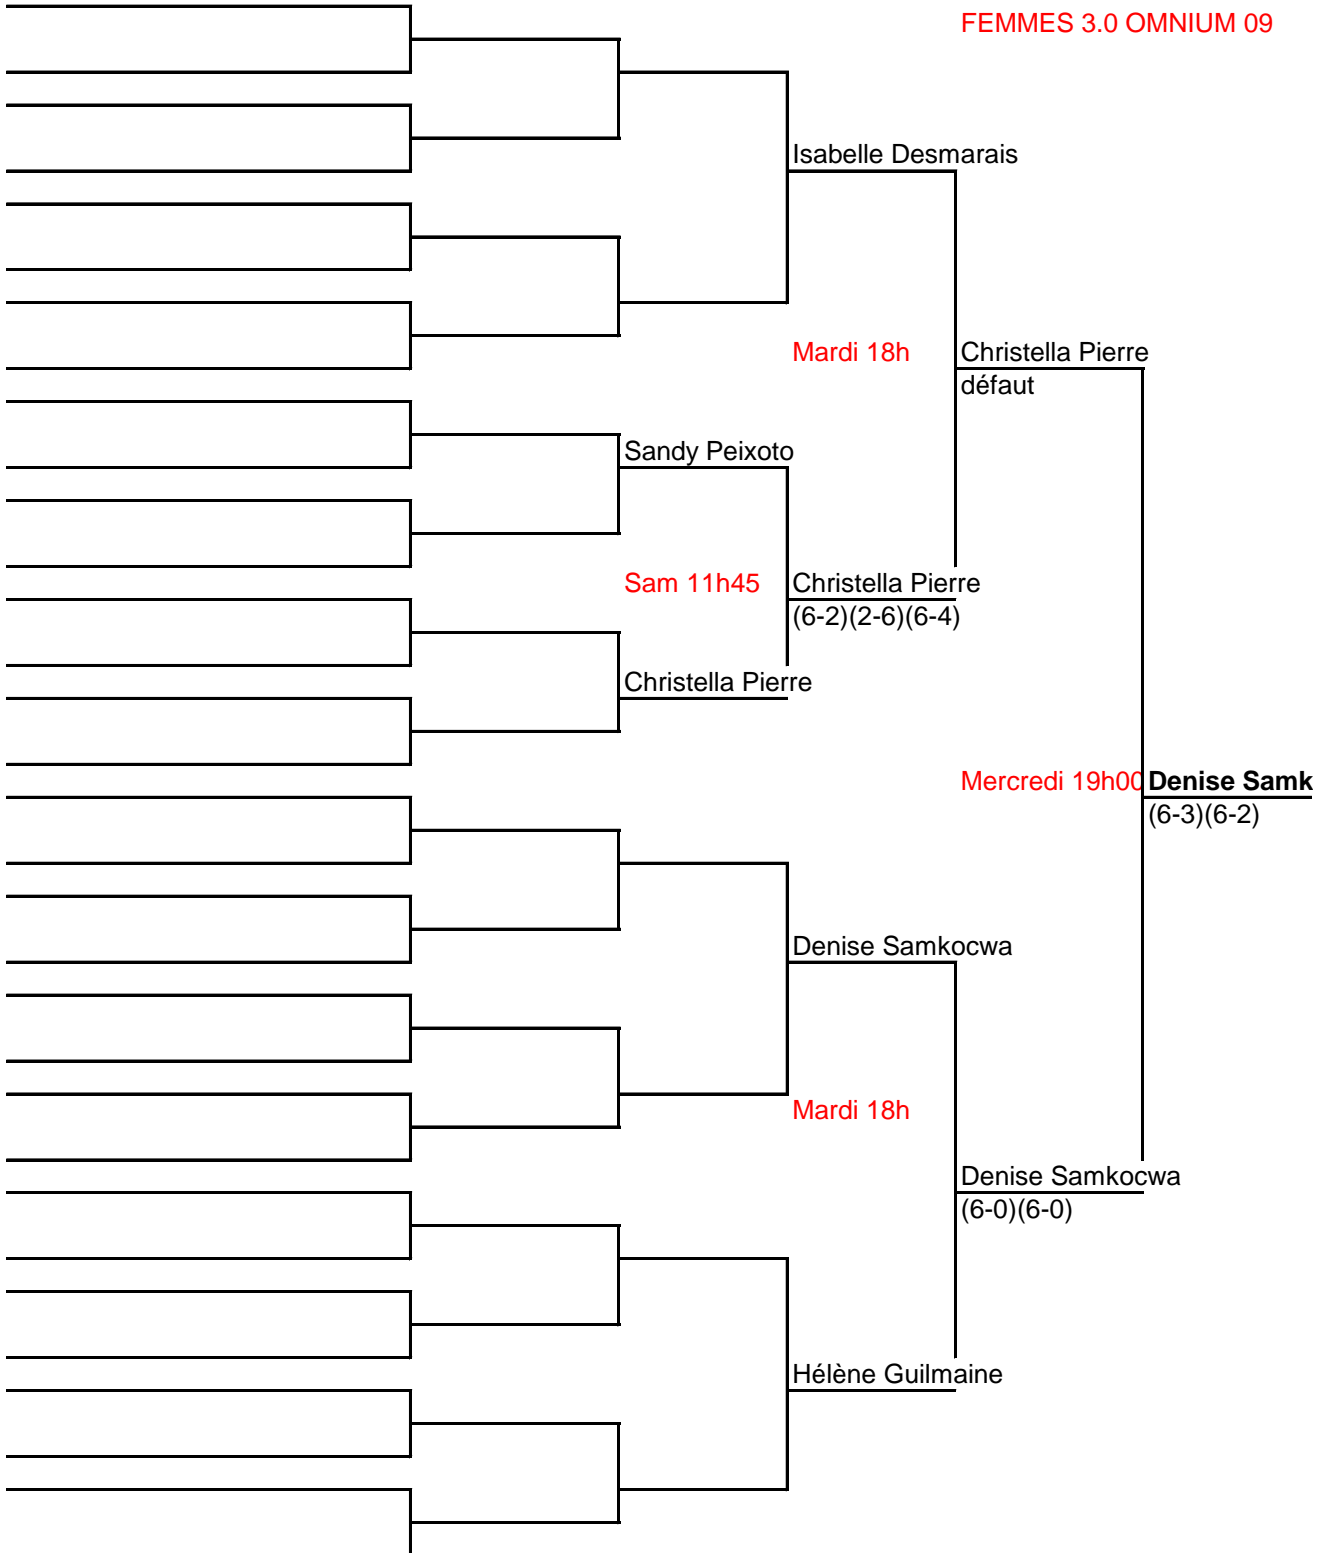 FEMMES 3.0 OMNIUM 09
Isabelle Desmarais
Mardi 18h
Christella Pierre
défaut
Sandy Peixoto
Sam 11h45
Christella Pierre
(6-2)(2-6)(6-4)
Christella Pierre
Mercredi 19h00
Denise Samk
(6-3)(6-2)
Denise Samkocwa
Mardi 18h
Denise Samkocwa
(6-0)(6-0)
Hélène Guilmaine